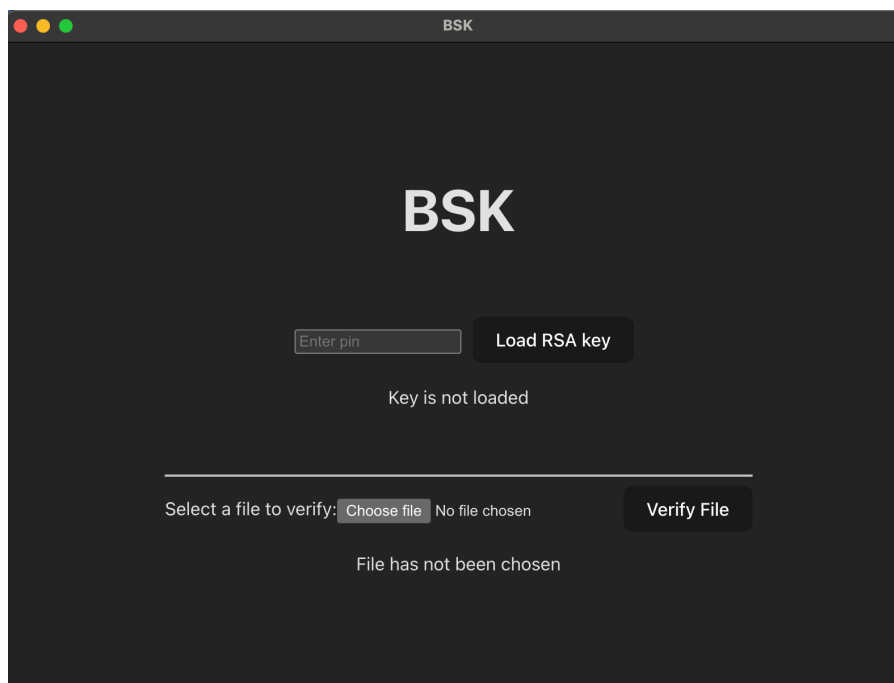 BSK
BSK
Enter pin Load RSA key
Key is not loaded
Select a file to verify: Choose file No file chosen Verify File
File has not been chosen